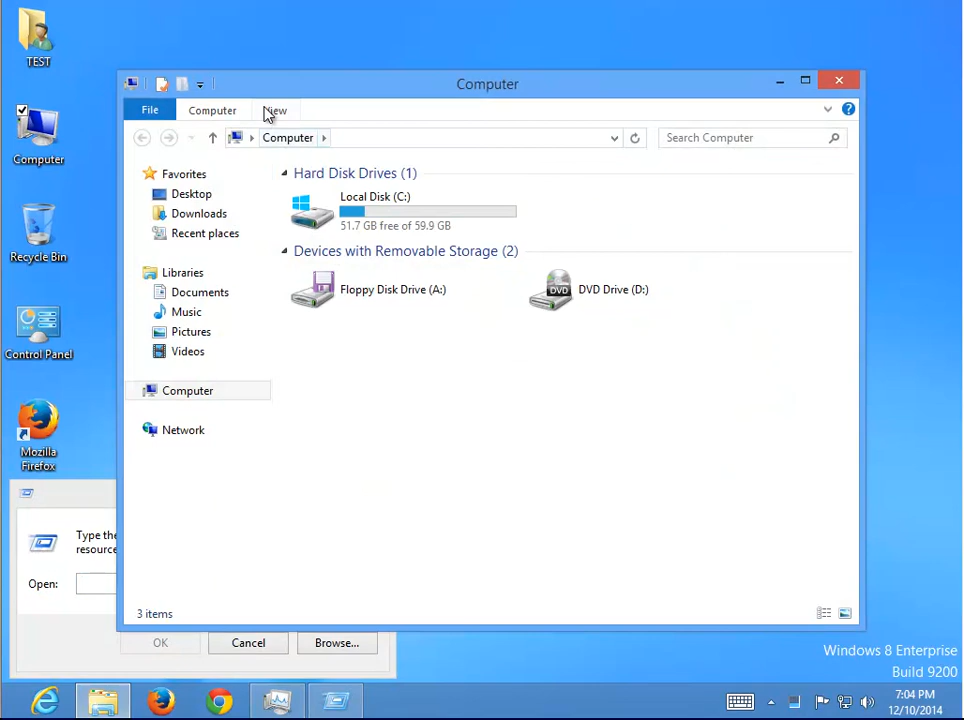 TEST
Computer
Recycle Bin
Control Panel
Mozilla
Firefox
Computer
File
Computer
View
Computer
Search Computer
Favorites
Desktop
Downloads
Recent places
Libraries
Documents
Music
Pictures
Videos
Computer
Network
Hard Disk Drives (1)
Local Disk (C:)
51.7 GB free of 59.9 GB
Devices with Removable Storage (2)
Floppy Disk Drive (A:)
DVD
DVD Drive (D:)
3 items
Type the
resource
Open:
OK
Cancel
Browse...
Windows 8 Enterprise
Build 9200
7:04 PM
12/10/2014